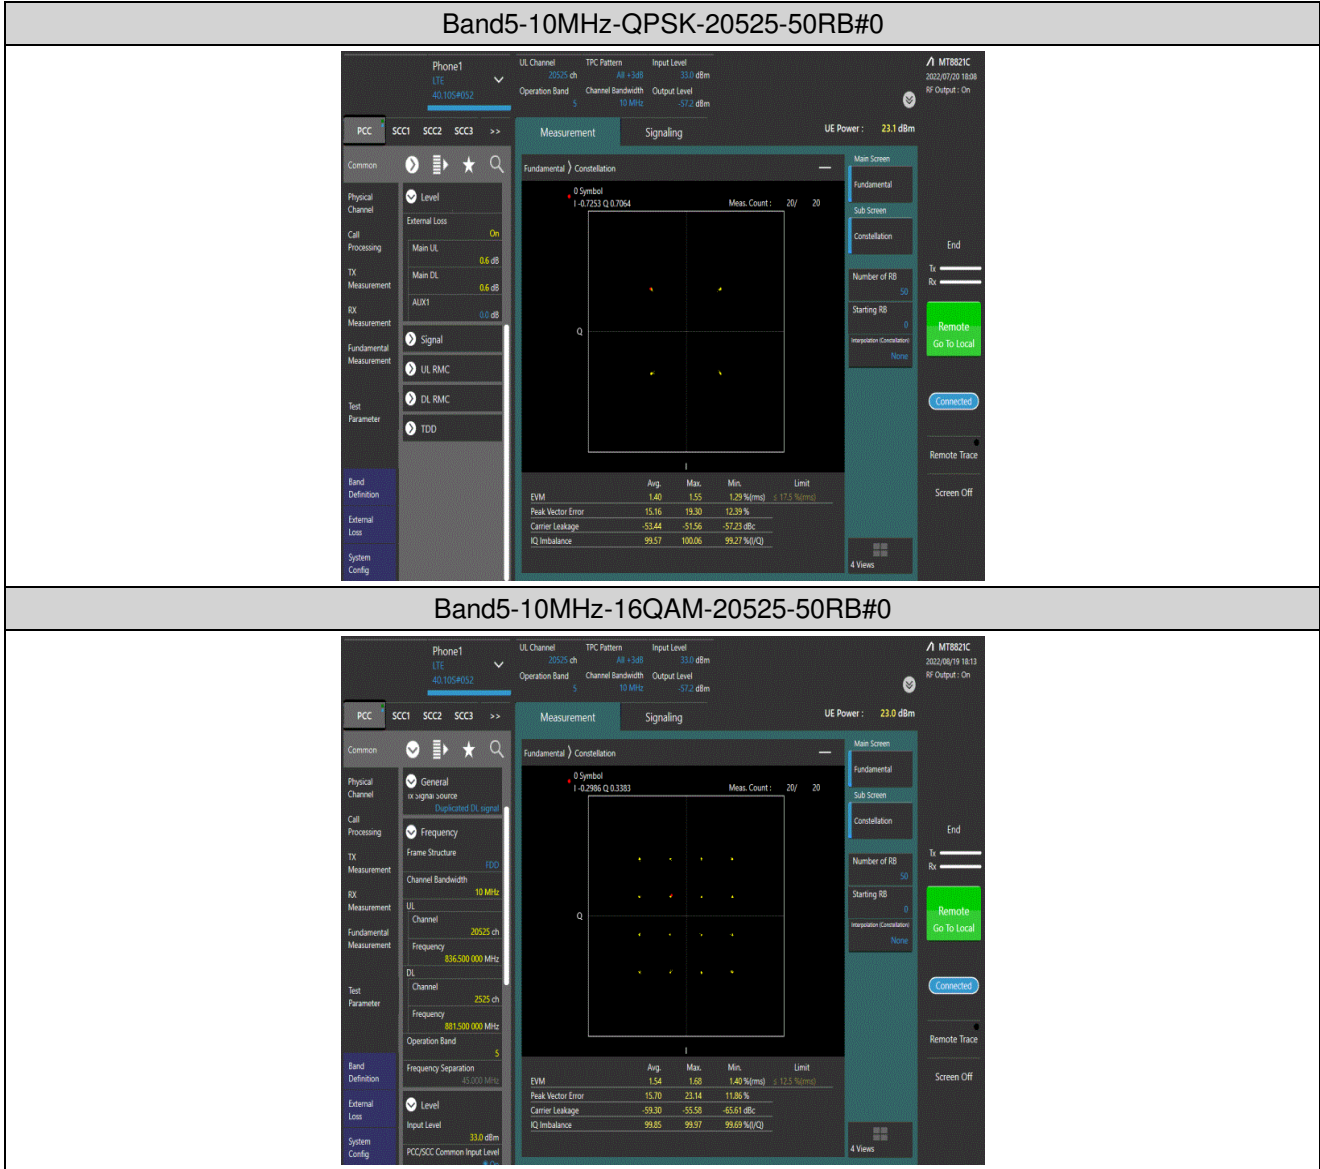 Band5-10MHz-QPSK-20525-50RB#0
Phone1
LTE
40.10S#052
UL Channel TPC Pattern Input Level
20525 ch All +3dB 33.0 dBm
Operation Band Channel Bandwidth Output Level
5 10 MHz -57.2 dBm
MT8821C
2022/07/20 18:08
RF Output : On
PCC SCC1 SCC2 SCC3 >>
Measurement Signaling
UE Power : 23.1 dBm
Common
Physical
Channel
Call
Processing
TX
Measurement
RX
Measurement
Fundamental
Measurement
Test
Parameter
Band
Definition
External
Loss
System
Config
Level
External Loss
On
Main UL
0.6 dB
Main DL
0.6 dB
AUX1
0.0 dB
Signal
UL RMC
DL RMC
TDD
Fundamental 〉 Constellation
0 Symbol
I -0.7253 Q 0.7064 Meas. Count : 20/ 20
Q
I
Avg. Max. Min. Limit
EVM 1.40 1.55 1.29 %(rms) ≤ 17.5 %(rms)
Peak Vector Error 15.16 19.30 12.39 %
Carrier Leakage -53.44 -51.56 -57.23 dBc
IQ Imbalance 99.57 100.06 99.27 %(I/Q)
Main Screen
Fundamental
Sub Screen
Constellation
Number of RB
50
Starting RB
0
Interpolation (Constellation)
None
4 Views
End
Tx
Rx
Remote
Go To Local
Connected
Remote Trace
Screen Off
Band5-10MHz-16QAM-20525-50RB#0
Phone1
LTE
40.10S#052
UL Channel TPC Pattern Input Level
20525 ch All +3dB 33.0 dBm
Operation Band Channel Bandwidth Output Level
5 10 MHz -57.2 dBm
MT8821C
2022/08/19 18:13
RF Output : On
PCC SCC1 SCC2 SCC3 >>
Measurement Signaling
UE Power : 23.0 dBm
Common
Physical
Channel
Call
Processing
TX
Measurement
RX
Measurement
Fundamental
Measurement
Test
Parameter
Band
Definition
External
Loss
System
Config
General
Tx Signal Source
Duplicated DL signal
Frequency
Frame Structure
FDD
Channel Bandwidth
10 MHz
UL
Channel
20525 ch
Frequency
836.500 000 MHz
DL
Channel
2525 ch
Frequency
881.500 000 MHz
Operation Band
5
Frequency Separation
45.000 MHz
Level
Input Level
33.0 dBm
PCC/SCC Common Input Level
On
Fundamental 〉 Constellation
0 Symbol
I -0.2986 Q 0.3383 Meas. Count : 20/ 20
Q
I
Avg. Max. Min. Limit
EVM 1.54 1.68 1.40 %(rms) ≤ 12.5 %(rms)
Peak Vector Error 15.70 23.14 11.86 %
Carrier Leakage -59.30 -55.58 -65.61 dBc
IQ Imbalance 99.85 99.97 99.69 %(I/Q)
Main Screen
Fundamental
Sub Screen
Constellation
Number of RB
50
Starting RB
0
Interpolation (Constellation)
None
4 Views
End
Tx
Rx
Remote
Go To Local
Connected
Remote Trace
Screen Off